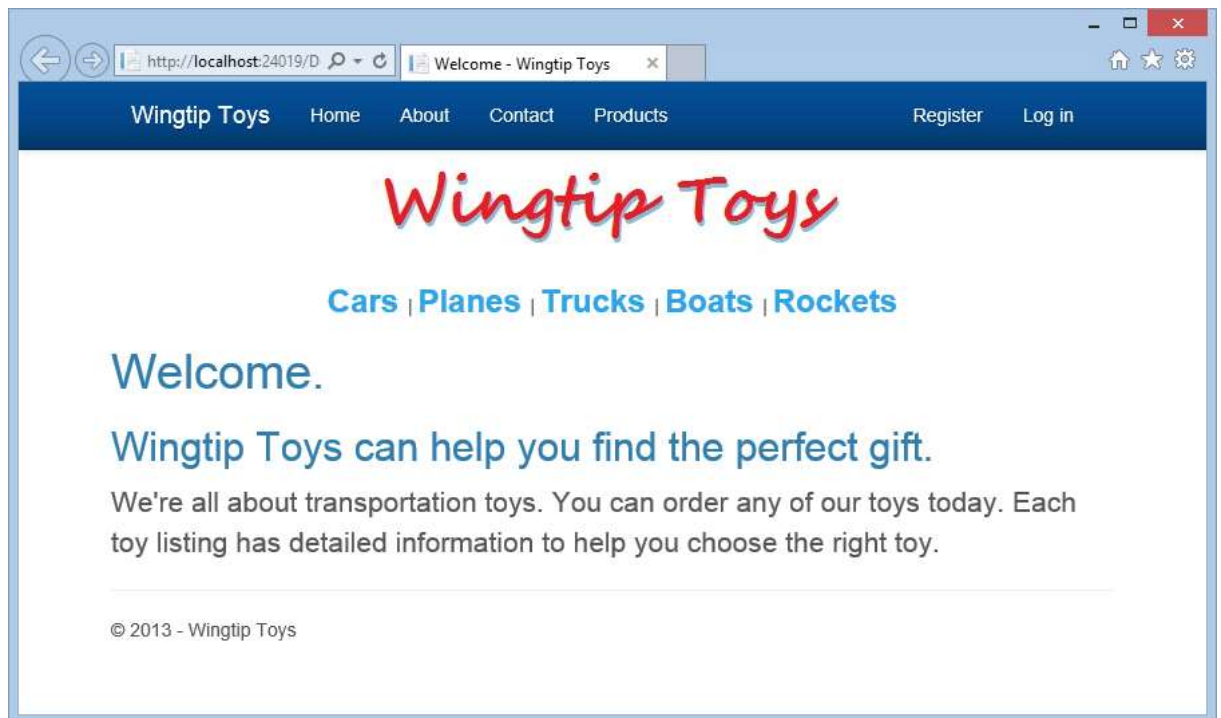 http://localhost:24019/D
Welcome - Wingtip Toys
Wingtip Toys Home About Contact Products Register Log in
Wingtip Toys
Cars | Planes | Trucks | Boats | Rockets
Welcome.
Wingtip Toys can help you find the perfect gift.
We're all about transportation toys. You can order any of our toys today. Each
toy listing has detailed information to help you choose the right toy.
© 2013 - Wingtip Toys